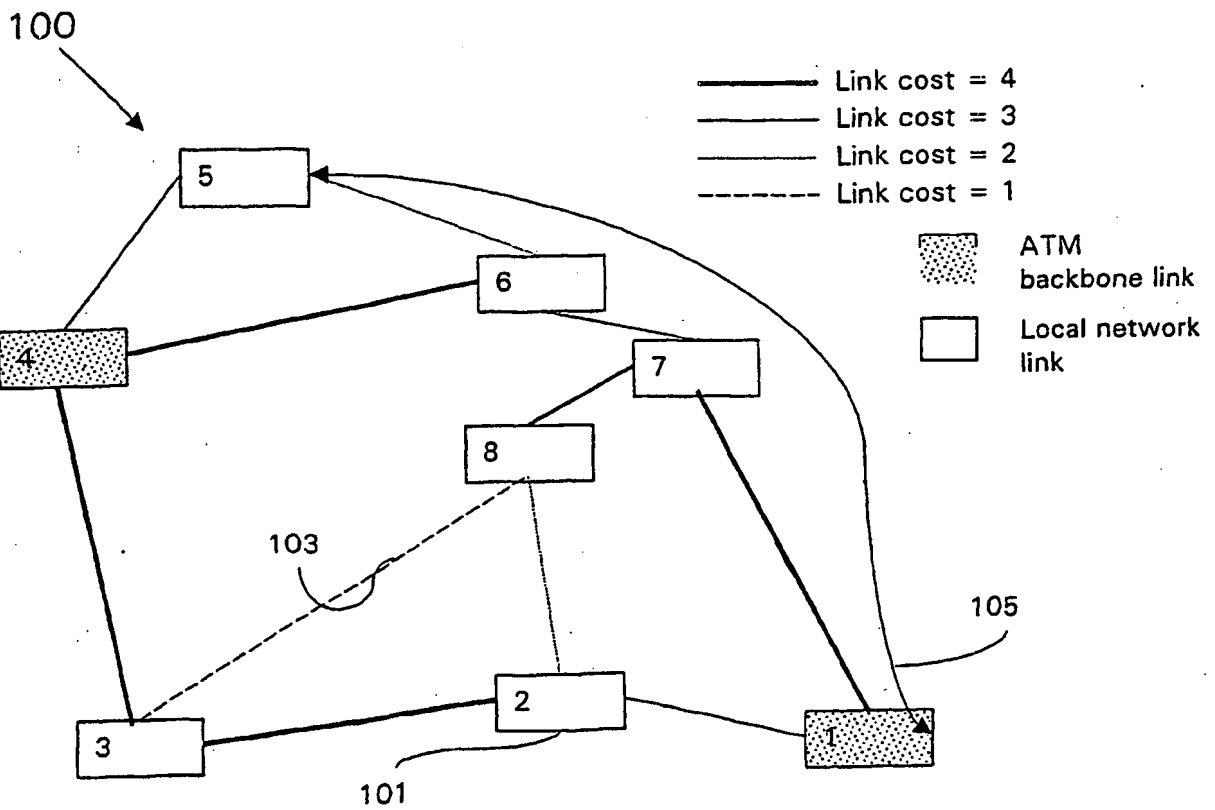 100
Link cost = 4
Link cost = 3
Link cost = 2
Link cost = 1
5
ATM
backbone link
6
Local network
link
4
7
8
103
105
2
3
1
101